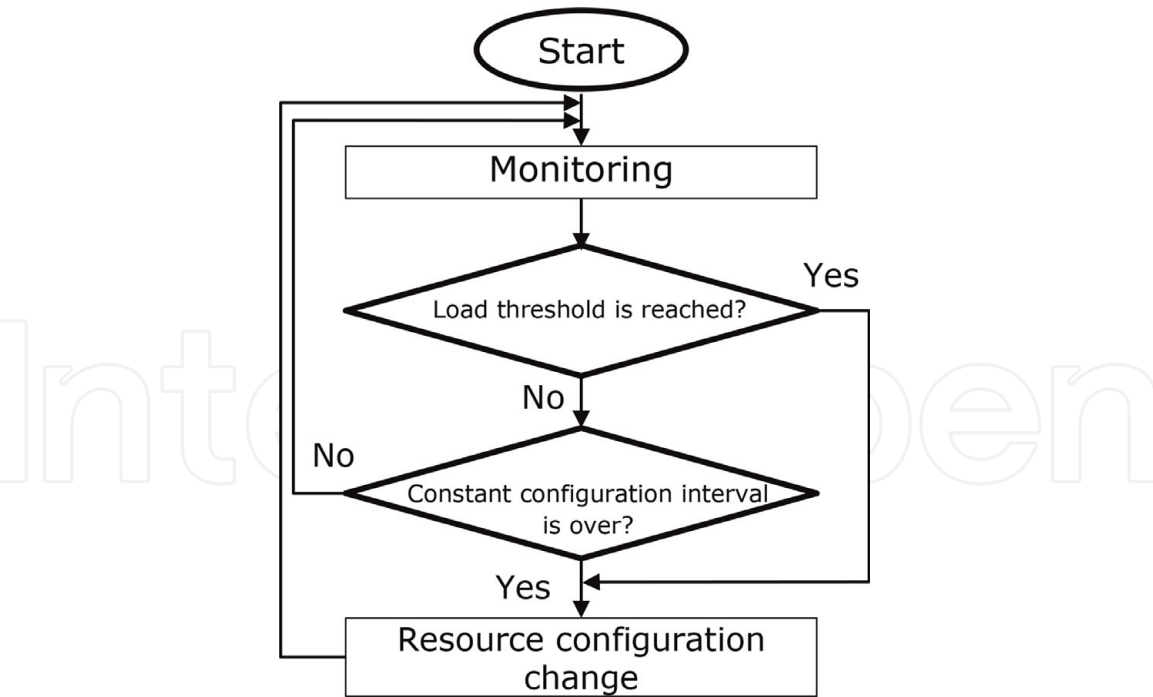 Start
Monitoring
Yes
Load threshold is reached?
No
No
Constant configuration interval
is over?
Yes
Resource configuration
change